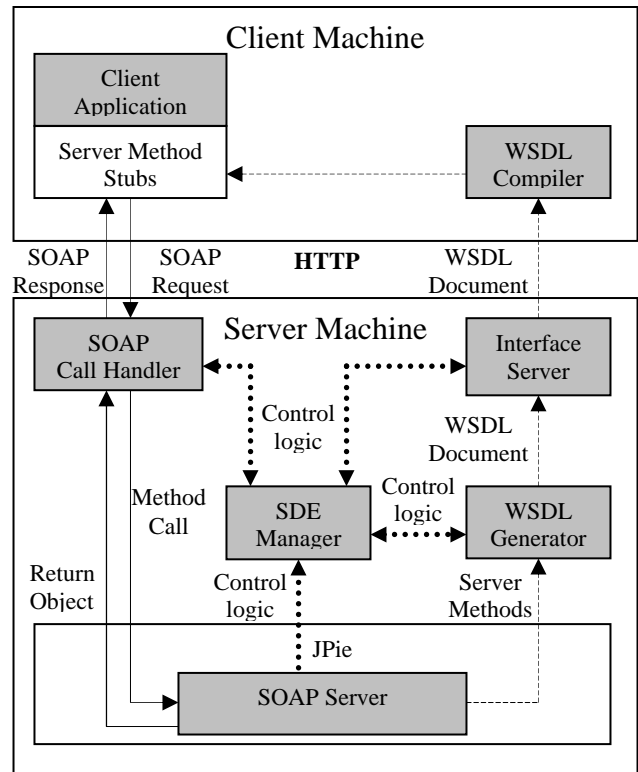 Client Machine
Client
Application
Server Method
Stubs
WSDL
Compiler
SOAP
Response
SOAP
Request
HTTP
WSDL
Document
Server Machine
SOAP
Call Handler
Interface
Server
Control
logic
WSDL
Document
Method
Call
SDE
Manager
Control
logic
WSDL
Generator
Return
Object
Control
logic
Server
Methods
JPie
SOAP Server